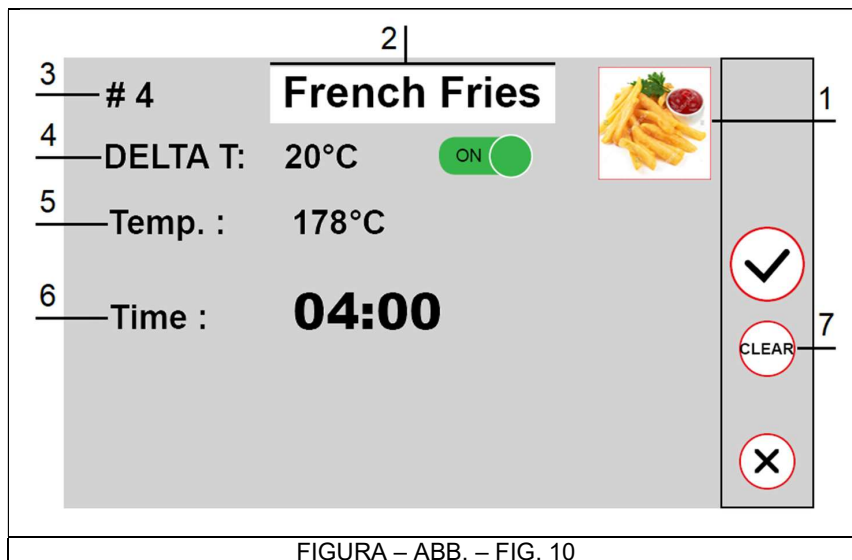 2
3 # 4 French Fries 1
4 DELTA T: 20°C ON
5 Temp. : 178°C
6 Time : 04:00
7
CLEAR
FIGURA – ABB. – FIG. 10